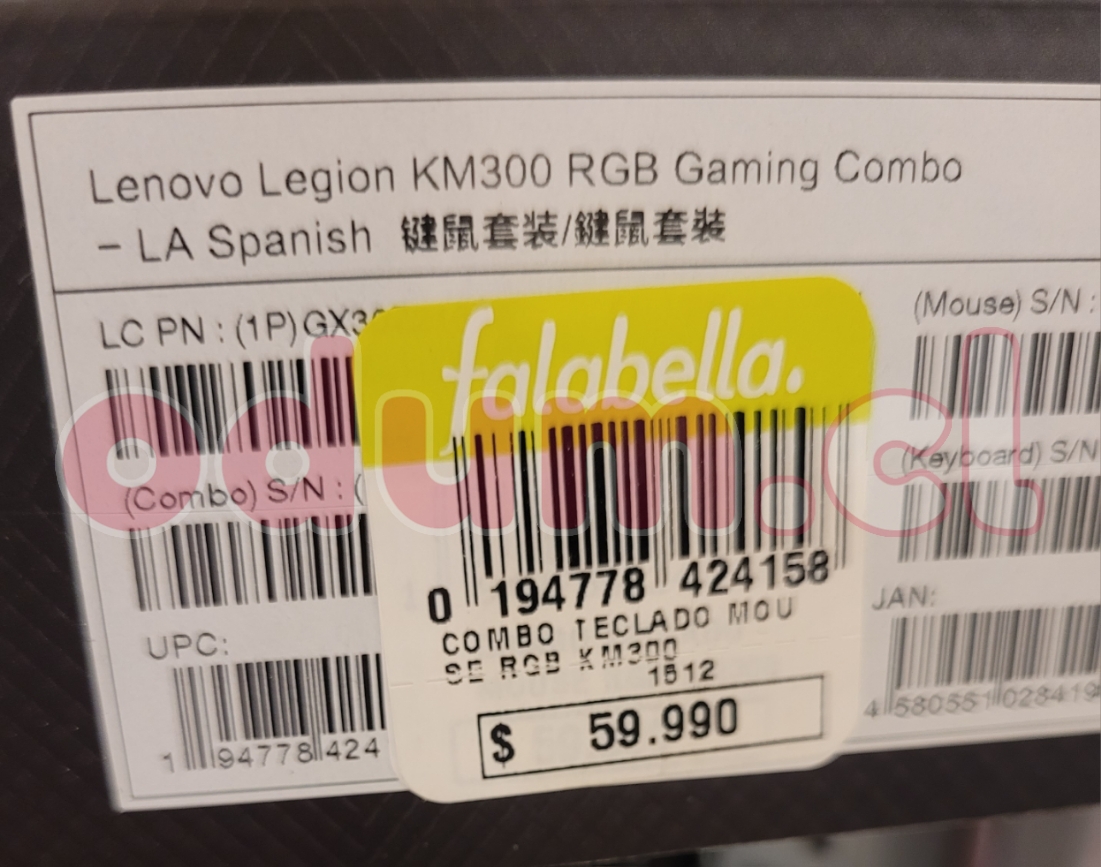 Lenovo Legion KM300 RGB Gaming Combo
– LA Spanish 键鼠套装/鍵鼠套裝
LC PN : (1P)GX3
(Mouse) S/N :
falabella.
odum.cl
(Combo) S/N : (
(Keyboard) S/N
0 194778 424158
COMBO TECLADO MOU
SE RGB KM300
1512
$ 59.990
UPC:
1 94778 424
JAN:
4 580551 028419